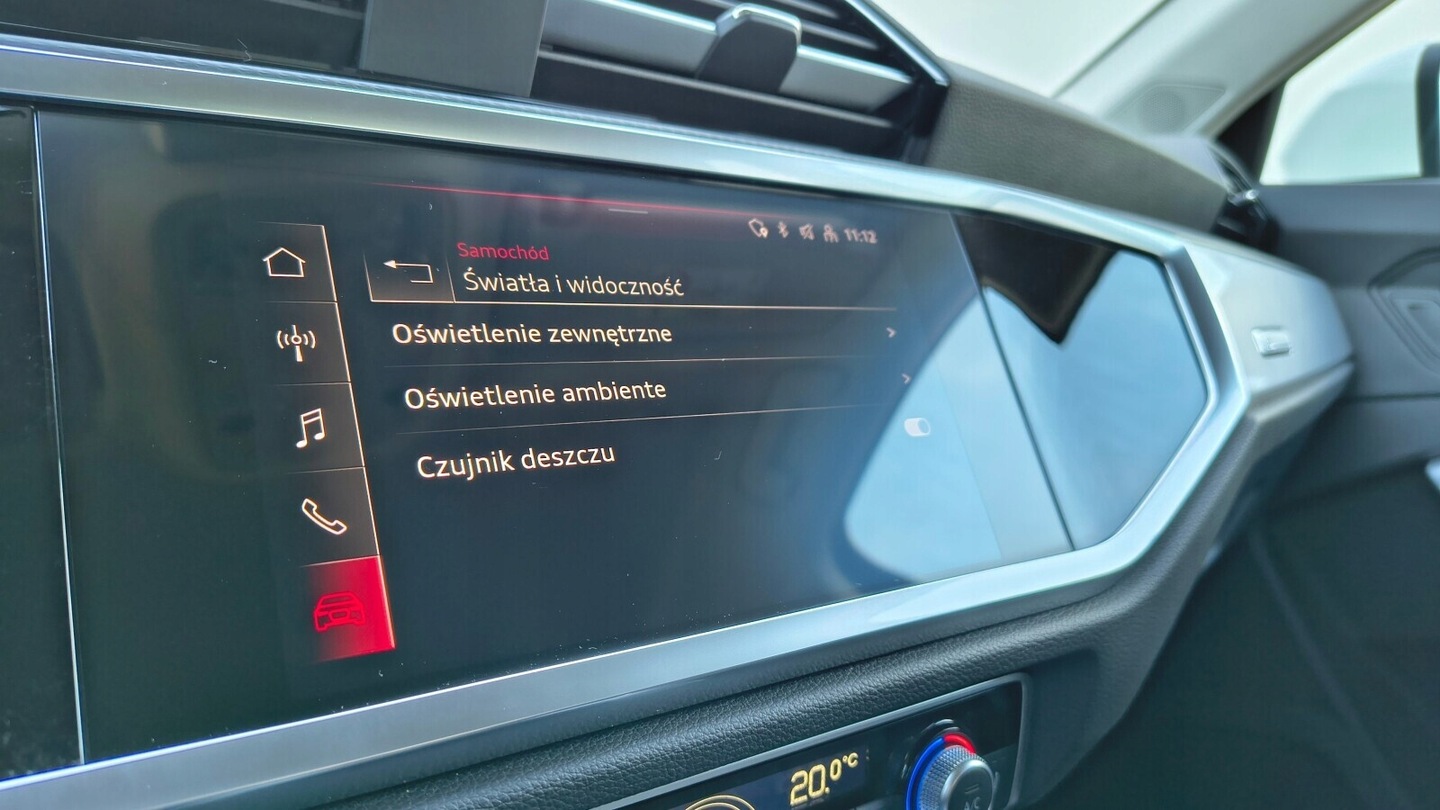 11:12
Samochód
Światła i widoczność
Oświetlenie zewnętrzne
Oświetlenie ambiente
Czujnik deszczu
20.0°C
A/C